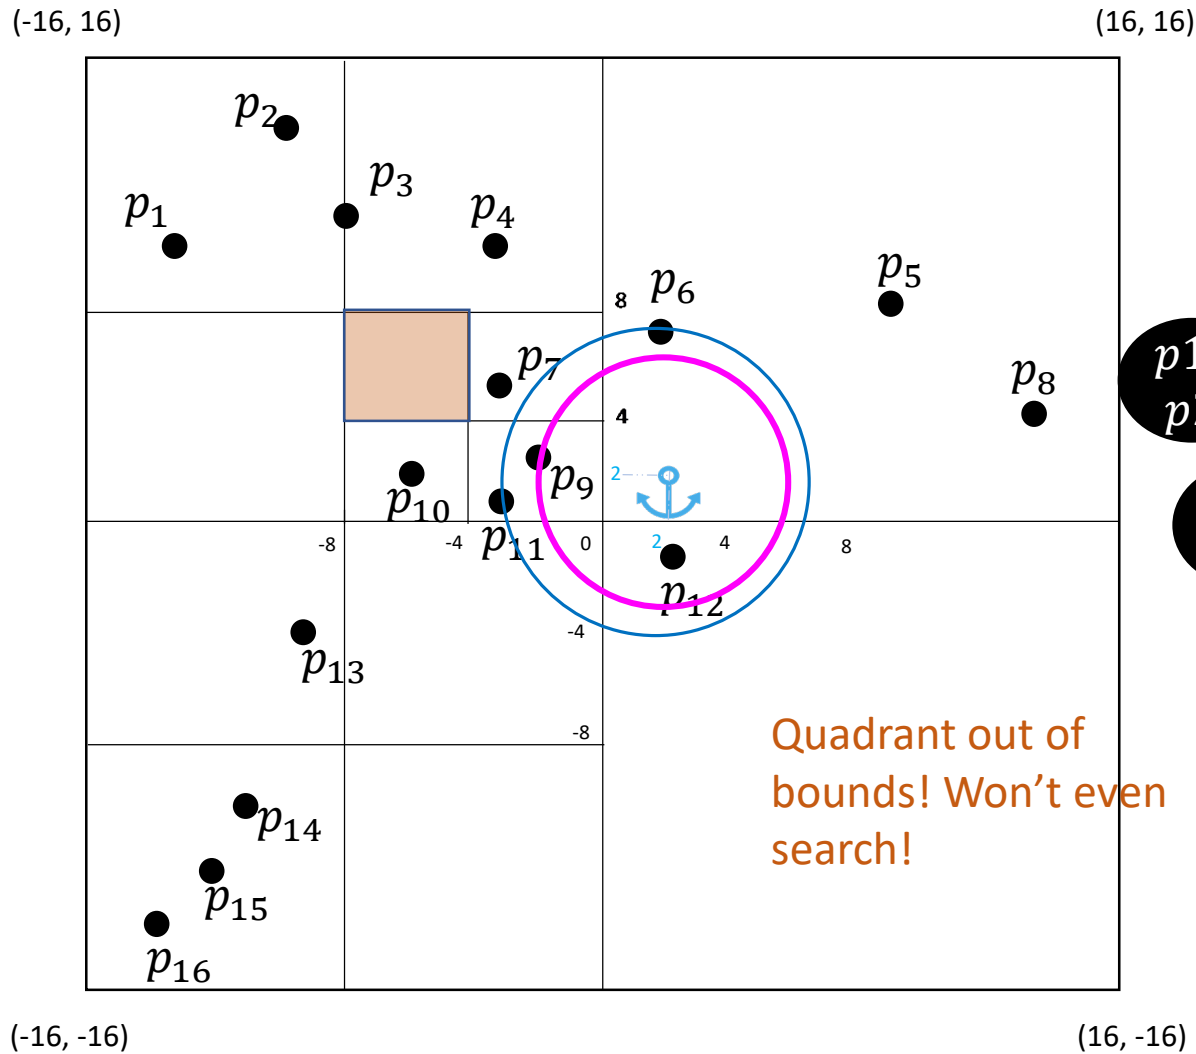 (-16, 16)
(16, 16)
p2
p3
p1
p4
p5
8
p6
p7
p8
p1
p
4
2
p9
p10
p11
-8
-4
0
2
4
8
p12
-4
p13
-8
Quadrant out of
bounds! Won’t even
search!
p14
p15
p16
(-16, -16)
(16, -16)